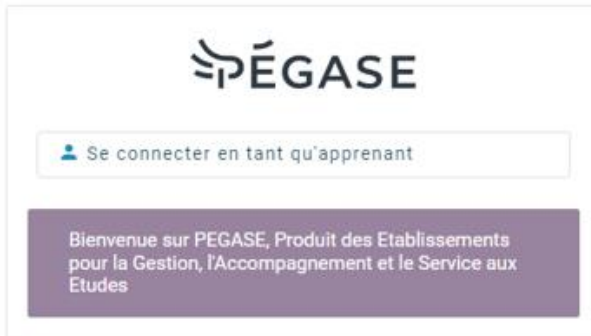 PÉGASE
Se connecter en tant qu'apprenant
Bienvenue sur PEGASE, Produit des Etablissements
pour la Gestion, l'Accompagnement et le Service aux
Etudes